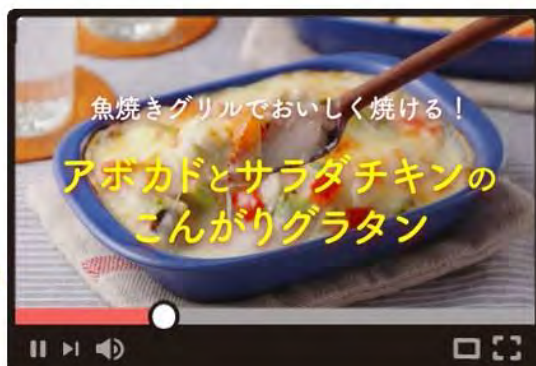 魚焼きグリルでおいしく焼ける！
アボカドとサラダチキンの
こんがりグラタン